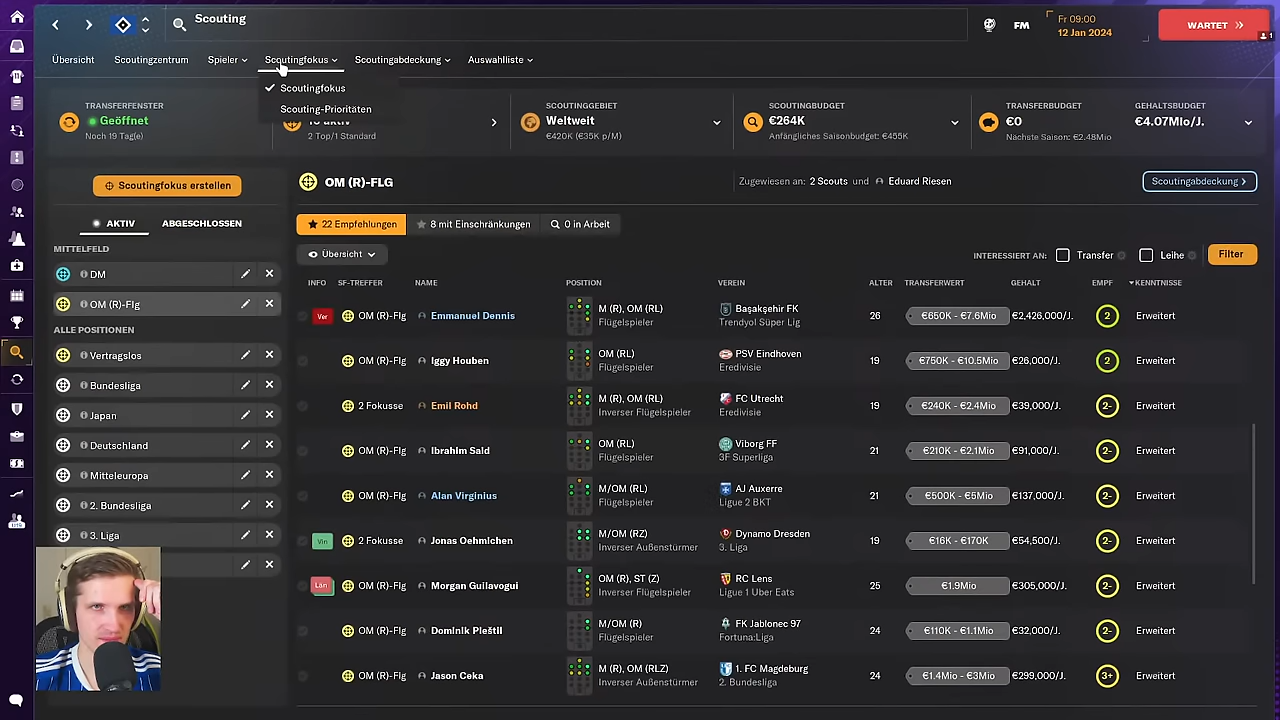 Scouting
FM
Fr 09:00
12 Jan 2024
WARTET
1
Übersicht
Scoutingzentrum
Spieler
Scoutingfokus
Scoutingabdeckung
Auswahlliste
Scoutingfokus
Scouting-Prioritäten
TRANSFERFENSTER
Geöffnet
Noch 19 Tag(e)
2 Top/1 Standard
SCOUTINGGEBIET
Weltweit
€420K (€35K p/M)
SCOUTINGBUDGET
€264K
Anfängliches Saisonbudget: €455K
TRANSFERBUDGET
€0
Nächste Saison: €2.48Mio
GEHALTSBUDGET
€4.07Mio/J.
Scoutingfokus erstellen
AKTIV
ABGESCHLOSSEN
MITTELFELD
DM
OM (R)-Flg
ALLE POSITIONEN
Vertragslos
Bundesliga
Japan
Deutschland
Mitteleuropa
2. Bundesliga
3. Liga
OM (R)-FLG
Zugewiesen an: 2 Scouts und Eduard Riesen
Scoutingabdeckung
22 Empfehlungen
8 mit Einschränkungen
0 in Arbeit
Übersicht
INTERESSIERT AN:
Transfer
Leihe
Filter
INFO SF-TREFFER NAME POSITION VEREIN ALTER TRANSFERWERT GEHALT EMPF KENNTNISSE
Ver OM (R)-Flg Emmanuel Dennis M (R), OM (RL) Başakşehir FK 26 €650K - €7.6Mio €2,426,000/J. 2 Erweitert
Flügelspieler Trendyol Süper Lig
OM (R)-Flg Iggy Houben OM (RL) PSV Eindhoven 19 €750K - €10.5Mio €26,000/J. 2 Erweitert
Flügelspieler Eredivisie
2 Fokusse Emil Rohd M (R), OM (RL) FC Utrecht 19 €240K - €2.4Mio €39,000/J. 2- Erweitert
Inverser Flügelspieler Eredivisie
OM (R)-Flg Ibrahim Said OM (RL) Viborg FF 21 €210K - €2.1Mio €91,000/J. 2- Erweitert
Flügelspieler 3F Superliga
OM (R)-Flg Alan Virginius M/OM (RL) AJ Auxerre 21 €500K - €5Mio €137,000/J. 2- Erweitert
Flügelspieler Ligue 2 BKT
Vin 2 Fokusse Jonas Oehmichen M/OM (RZ) Dynamo Dresden 19 €16K - €170K €54,500/J. 2- Erweitert
Inverser Außenstürmer 3. Liga
Län OM (R)-Flg Morgan Guilavogui OM (R), ST (Z) RC Lens 25 €1.9Mio €305,000/J. 2- Erweitert
Inverser Flügelspieler Ligue 1 Uber Eats
OM (R)-Flg Dominik Pleštil M/OM (R) FK Jablonec 97 24 €110K - €1.1Mio €32,000/J. 2- Erweitert
Flügelspieler Fortuna:Liga
OM (R)-Flg Jason Ceka M (R), OM (RLZ) 1. FC Magdeburg 24 €1.4Mio - €3Mio €299,000/J. 3+ Erweitert
Inverser Flügelspieler 2. Bundesliga